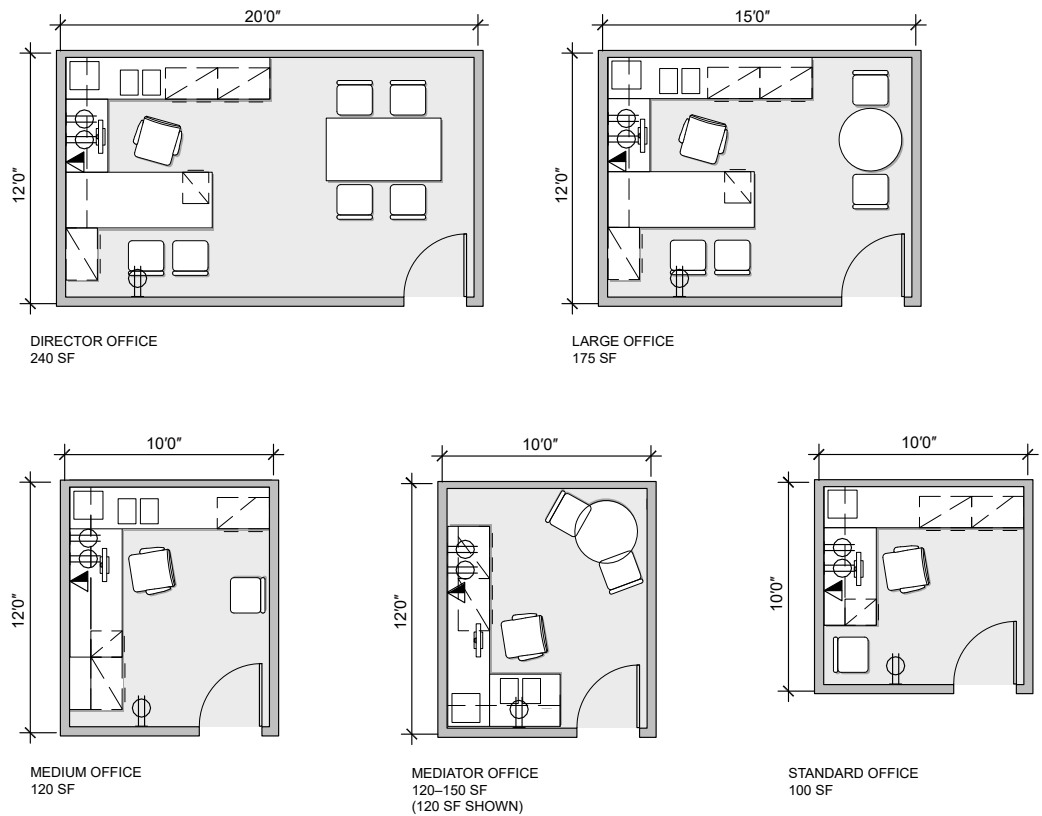 20′0″
12′0″
DIRECTOR OFFICE
240 SF
15′0″
12′0″
LARGE OFFICE
175 SF
10′0″
12′0″
MEDIUM OFFICE
120 SF
10′0″
12′0″
MEDIATOR OFFICE
120–150 SF
(120 SF SHOWN)
10′0″
10′0″
STANDARD OFFICE
100 SF